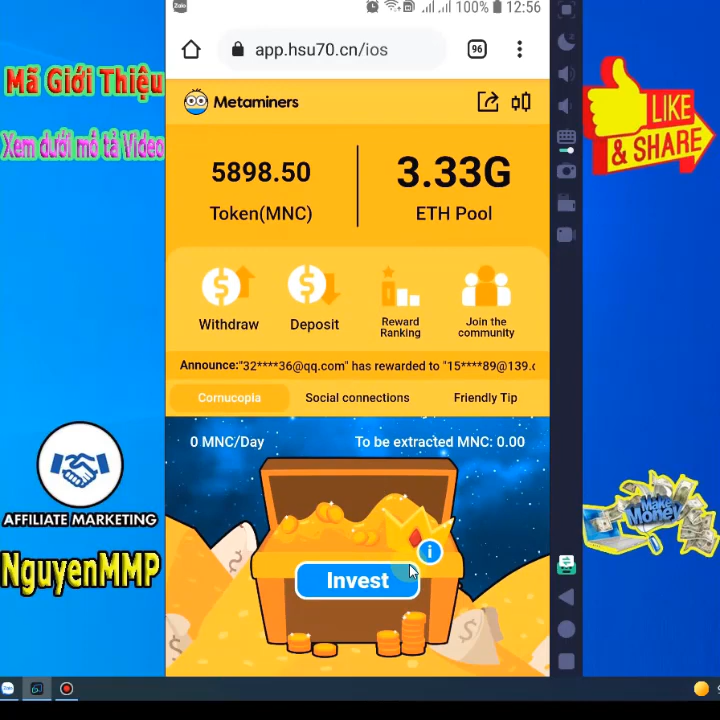 Zalo
100% 12:56
app.hsu70.cn/ios
96
Mã Giới Thiệu
Xem dưới mô tả Video
Metaminers
LIKE
& SHARE
5898.50
Token(MNC)
3.33G
ETH Pool
Withdraw
Deposit
Reward
Ranking
Join the
community
Announce:"32****36@qq.com" has rewarded to "15****89@139.c
Cornucopia
Social connections
Friendly Tip
0 MNC/Day
To be extracted MNC: 0.00
AFFILIATE MARKETING
NguyenMMP
Make
Money
i
Invest